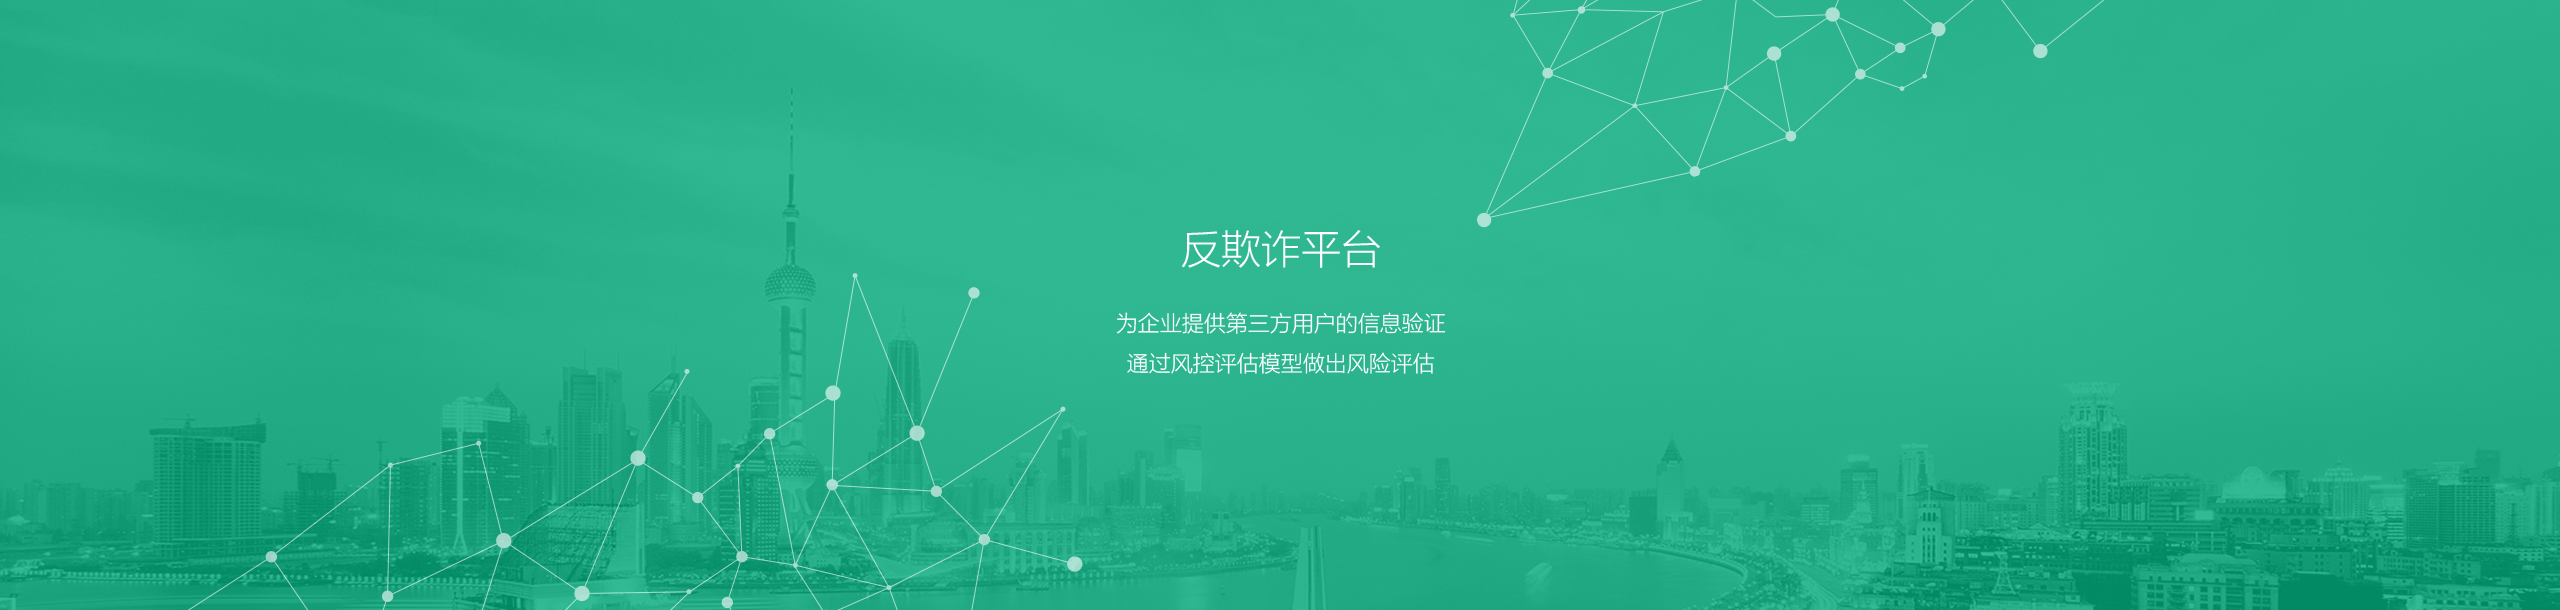 反欺诈平台
为企业提供第三方用户的信息验证
通过风控评估模型做出风险评估